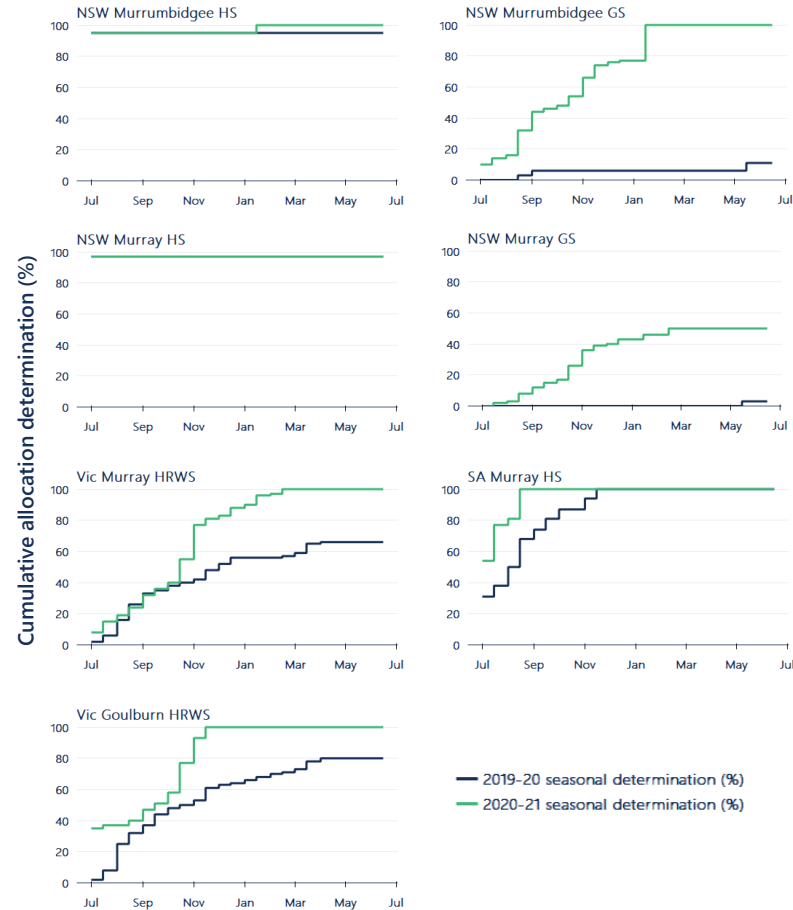 Cumulative allocation determination (%)
NSW Murrumbidgee HS
100
80
60
40
20
0
Jul Sep Nov Jan Mar May Jul
NSW Murrumbidgee GS
100
80
60
40
20
0
Jul Sep Nov Jan Mar May Jul
NSW Murray HS
100
80
60
40
20
0
Jul Sep Nov Jan Mar May Jul
NSW Murray GS
100
80
60
40
20
0
Jul Sep Nov Jan Mar May Jul
Vic Murray HRWS
100
80
60
40
20
0
Jul Sep Nov Jan Mar May Jul
SA Murray HS
100
80
60
40
20
0
Jul Sep Nov Jan Mar May Jul
Vic Goulburn HRWS
100
80
60
40
20
0
Jul Sep Nov Jan Mar May Jul
2019-20 seasonal determination (%)
2020-21 seasonal determination (%)